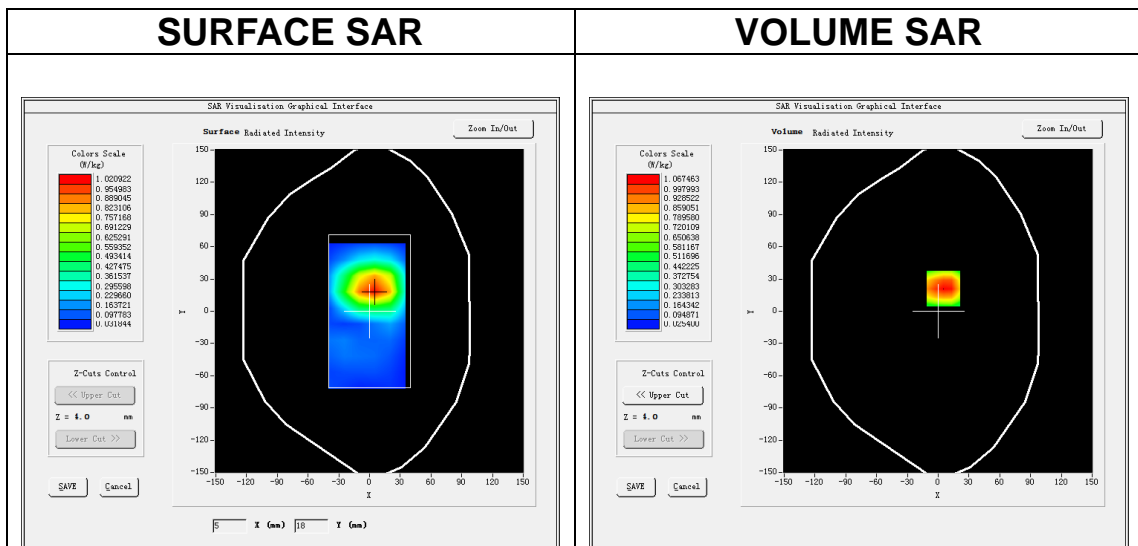 SURFACE SAR
VOLUME SAR
SAR Visualisation Graphical Interface
Surface Radiated Intensity
Zoom In/Out
Colors Scale
(W/kg)
1.020922
0.954983
0.889045
0.823106
0.757168
0.691229
0.625291
0.559352
0.493414
0.427475
0.361537
0.295598
0.229660
0.163721
0.097783
0.031844
Z-Cuts Control
<< Upper Cut
Z = 4.0 mm
Lower Cut >>
SAVE
Cancel
150
120
90
60
30
0
-30
-60
-90
-120
-150
Y
-150 -120 -90 -60 -30 0 30 60 90 120 150
X
5 X (mm) 18 Y (mm)
SAR Visualisation Graphical Interface
Volume Radiated Intensity
Zoom In/Out
Colors Scale
(W/kg)
1.067463
0.997993
0.928522
0.859051
0.789580
0.720109
0.650638
0.581167
0.511696
0.442225
0.372754
0.303283
0.233813
0.164342
0.094871
0.025400
Z-Cuts Control
<< Upper Cut
Z = 4.0 mm
Lower Cut >>
SAVE
Cancel
150
120
90
60
30
0
-30
-60
-90
-120
-150
Y
-150 -120 -90 -60 -30 0 30 60 90 120 150
X